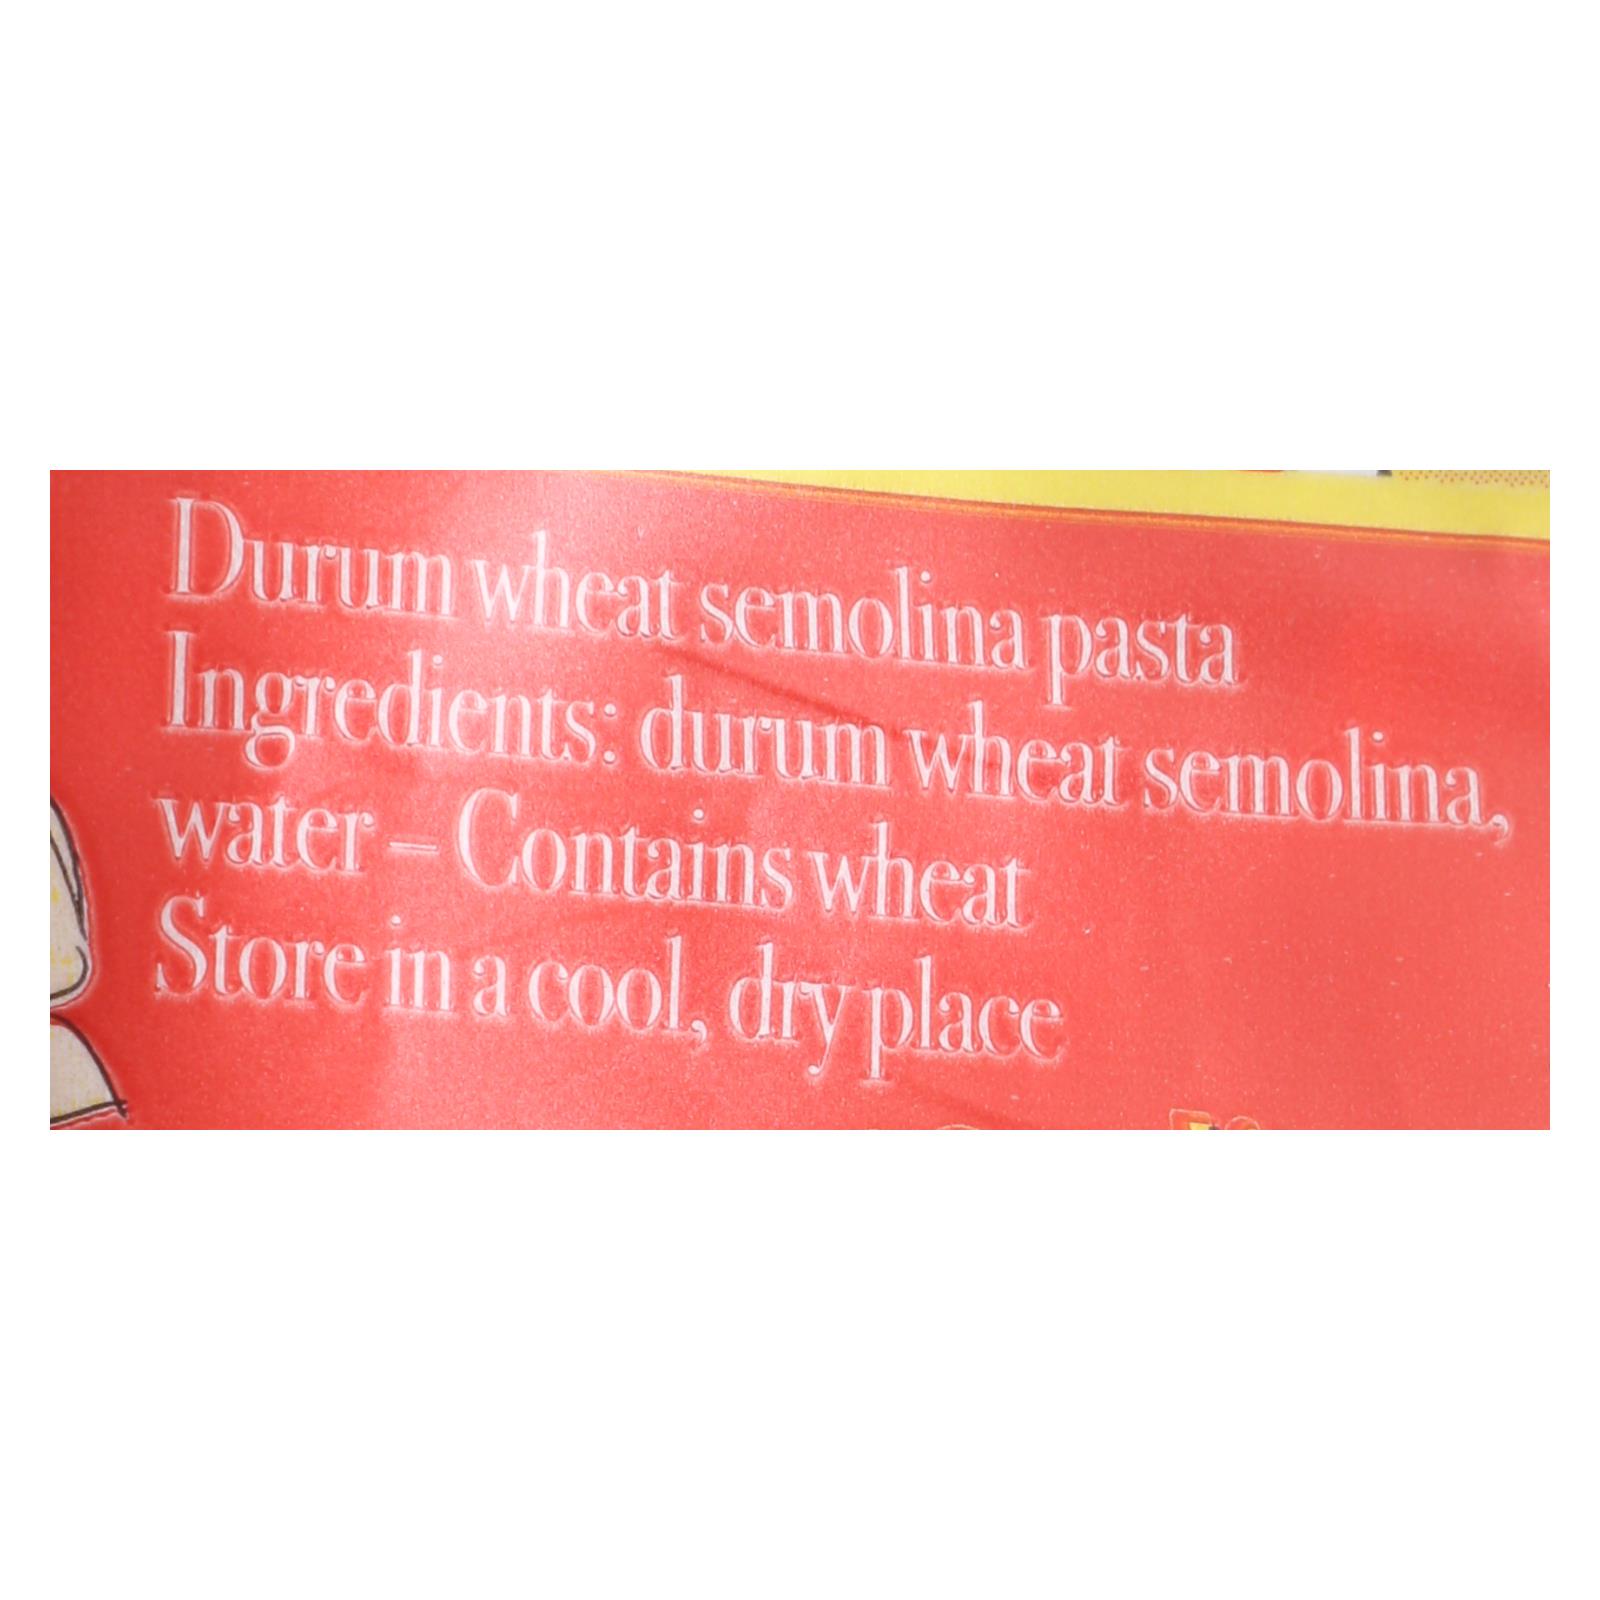 Durum wheat semolina pasta
Ingredients: durum wheat semolina,
water – Contains wheat
Store in a cool, dry place